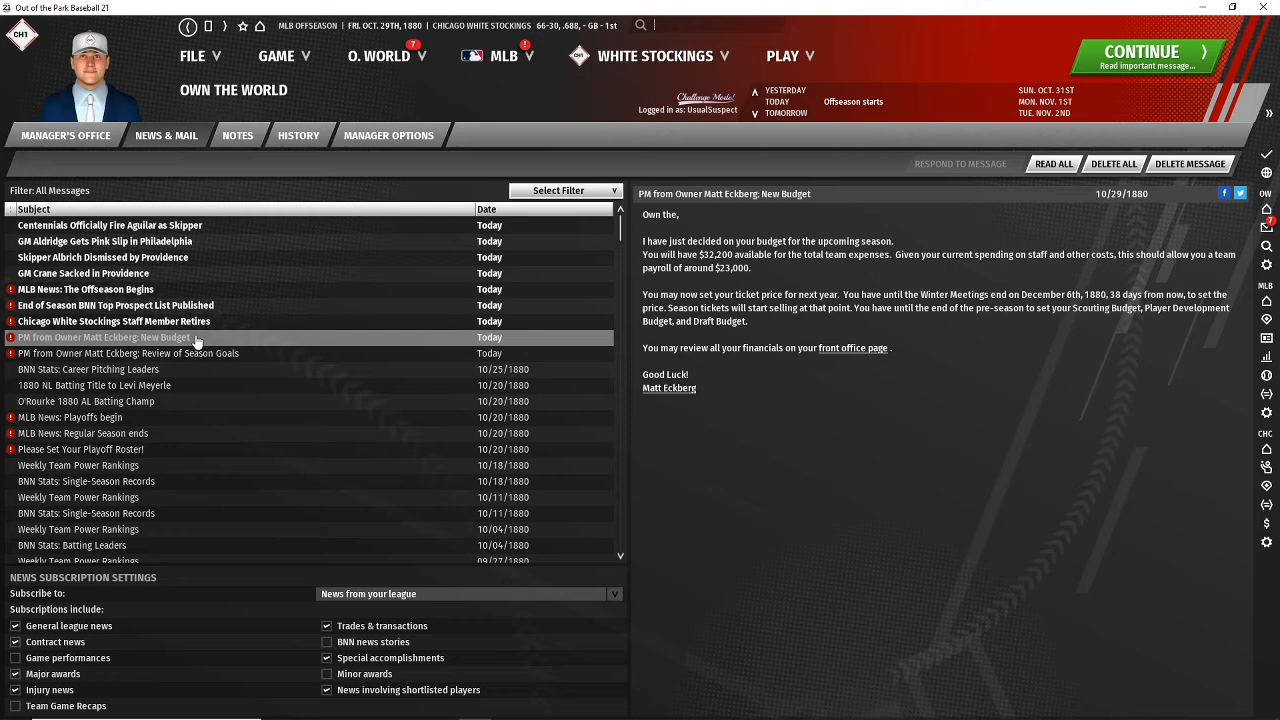 Out of the Park Baseball 21
CH1
MLB OFFSEASON | FRI. OCT. 29TH, 1880 | CHICAGO WHITE STOCKINGS 66-30, .688, - GB - 1st
FILE GAME O. WORLD 7 MLB ! CH1 WHITE STOCKINGS PLAY
CONTINUE
Read important message...
OWN THE WORLD
Challenge Mode!
Logged in as: UsualSuspect
YESTERDAY
TODAY Offseason starts
TOMORROW
SUN. OCT. 31ST
MON. NOV. 1ST
TUE. NOV. 2ND
MANAGER'S OFFICE NEWS & MAIL NOTES HISTORY MANAGER OPTIONS
RESPOND TO MESSAGE READ ALL DELETE ALL DELETE MESSAGE
Filter: All Messages Select Filter
Subject Date
Centennials Officially Fire Aguilar as Skipper Today
GM Aldridge Gets Pink Slip in Philadelphia Today
Skipper Albrich Dismissed by Providence Today
GM Crane Sacked in Providence Today
MLB News: The Offseason Begins Today
End of Season BNN Top Prospect List Published Today
Chicago White Stockings Staff Member Retires Today
PM from Owner Matt Eckberg: New Budget Today
PM from Owner Matt Eckberg: Review of Season Goals Today
BNN Stats: Career Pitching Leaders 10/25/1880
1880 NL Batting Title to Levi Meyerle 10/20/1880
O'Rourke 1880 AL Batting Champ 10/20/1880
MLB News: Playoffs begin 10/20/1880
MLB News: Regular Season ends 10/20/1880
Please Set Your Playoff Roster! 10/20/1880
Weekly Team Power Rankings 10/18/1880
BNN Stats: Single-Season Records 10/18/1880
Weekly Team Power Rankings 10/11/1880
BNN Stats: Single-Season Records 10/11/1880
Weekly Team Power Rankings 10/04/1880
BNN Stats: Batting Leaders 10/04/1880
Weekly Team Power Rankings 09/27/1880
PM from Owner Matt Eckberg: New Budget 10/29/1880
Own the,
I have just decided on your budget for the upcoming season.
You will have $32,200 available for the total team expenses. Given your current spending on staff and other costs, this should allow you a team
payroll of around $23,000.
You may now set your ticket price for next year. You have until the Winter Meetings end on December 6th, 1880, 38 days from now, to set the
price. Season tickets will start selling at that point. You have until the end of the pre-season to set your Scouting Budget, Player Development
Budget, and Draft Budget.
You may review all your financials on your front office page .
Good Luck!
Matt Eckberg
NEWS SUBSCRIPTION SETTINGS
Subscribe to: News from your league
Subscriptions include:
General league news Trades & transactions
Contract news BNN news stories
Game performances Special accomplishments
Major awards Minor awards
Injury news News involving shortlisted players
Team Game Recaps
OW
7
MLB
CHC